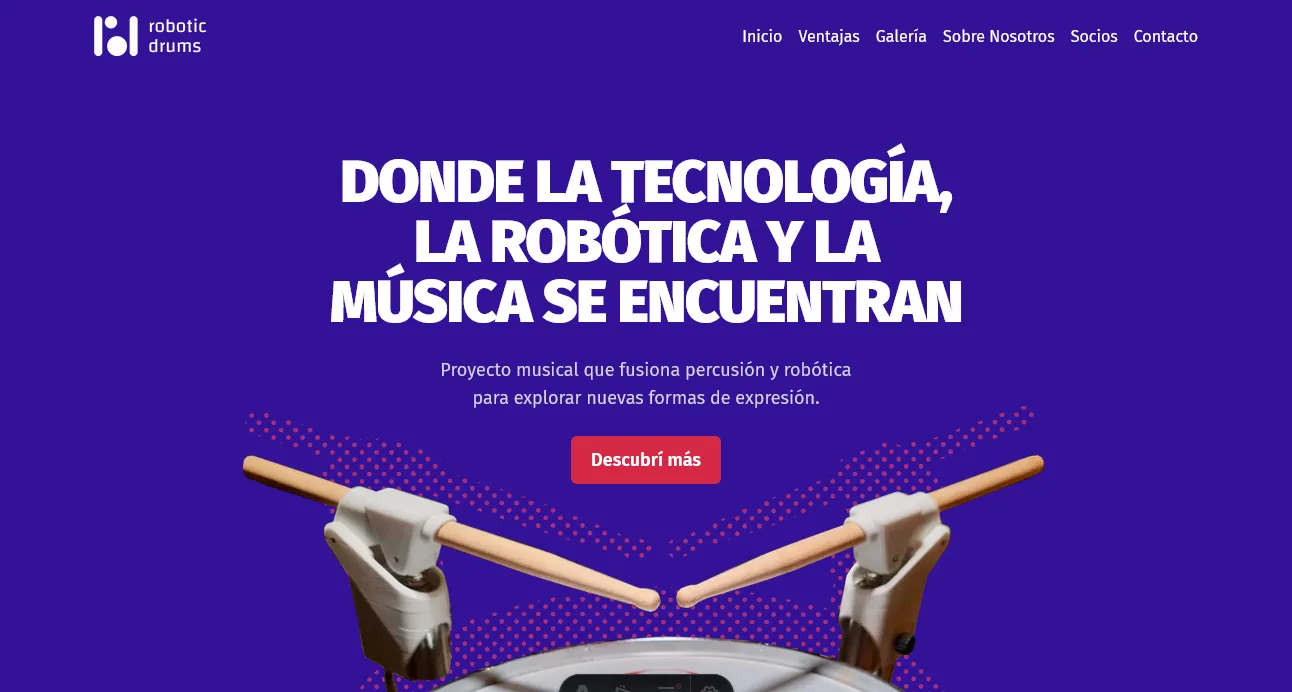 robotic
drums
Inicio Ventajas Galería Sobre Nosotros Socios Contacto
DONDE LA TECNOLOGÍA,
LA ROBÓTICA Y LA
MÚSICA SE ENCUENTRAN
Proyecto musical que fusiona percusión y robótica
para explorar nuevas formas de expresión.
Descubrí más